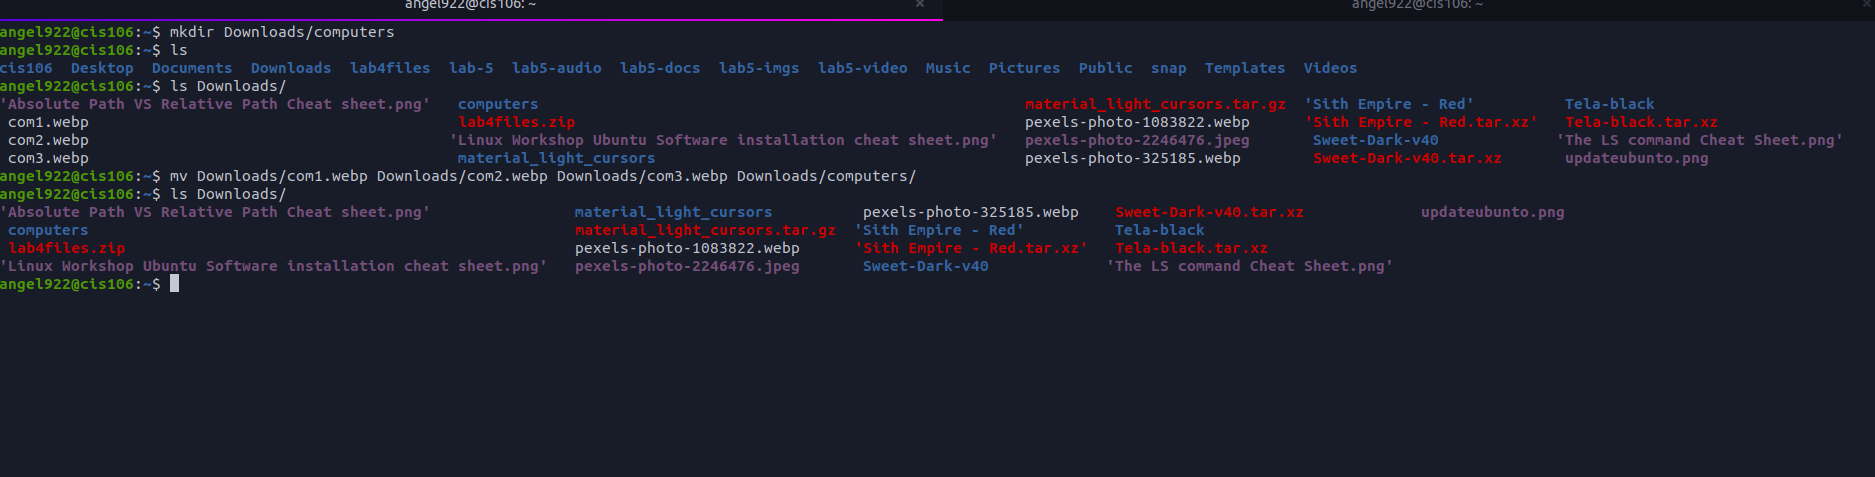 angel922@cis106: ~ × angel922@cis106: ~ ×
angel922@cis106:~$ mkdir Downloads/computers
angel922@cis106:~$ ls
cis106 Desktop Documents Downloads lab4files lab-5 lab5-audio lab5-docs lab5-imgs lab5-video Music Pictures Public snap Templates Videos
angel922@cis106:~$ ls Downloads/
'Absolute Path VS Relative Path Cheat sheet.png' computers material_light_cursors.tar.gz 'Sith Empire - Red' Tela-black
com1.webp lab4files.zip pexels-photo-1083822.webp 'Sith Empire - Red.tar.xz' Tela-black.tar.xz
com2.webp 'Linux Workshop Ubuntu Software installation cheat sheet.png' pexels-photo-2246476.jpeg Sweet-Dark-v40 'The LS command Cheat Sheet.png'
com3.webp material_light_cursors pexels-photo-325185.webp Sweet-Dark-v40.tar.xz updateubunto.png
angel922@cis106:~$ mv Downloads/com1.webp Downloads/com2.webp Downloads/com3.webp Downloads/computers/
angel922@cis106:~$ ls Downloads/
'Absolute Path VS Relative Path Cheat sheet.png' material_light_cursors pexels-photo-325185.webp Sweet-Dark-v40.tar.xz updateubunto.png
computers material_light_cursors.tar.gz 'Sith Empire - Red' Tela-black
lab4files.zip pexels-photo-1083822.webp 'Sith Empire - Red.tar.xz' Tela-black.tar.xz
'Linux Workshop Ubuntu Software installation cheat sheet.png' pexels-photo-2246476.jpeg Sweet-Dark-v40 'The LS command Cheat Sheet.png'
angel922@cis106:~$